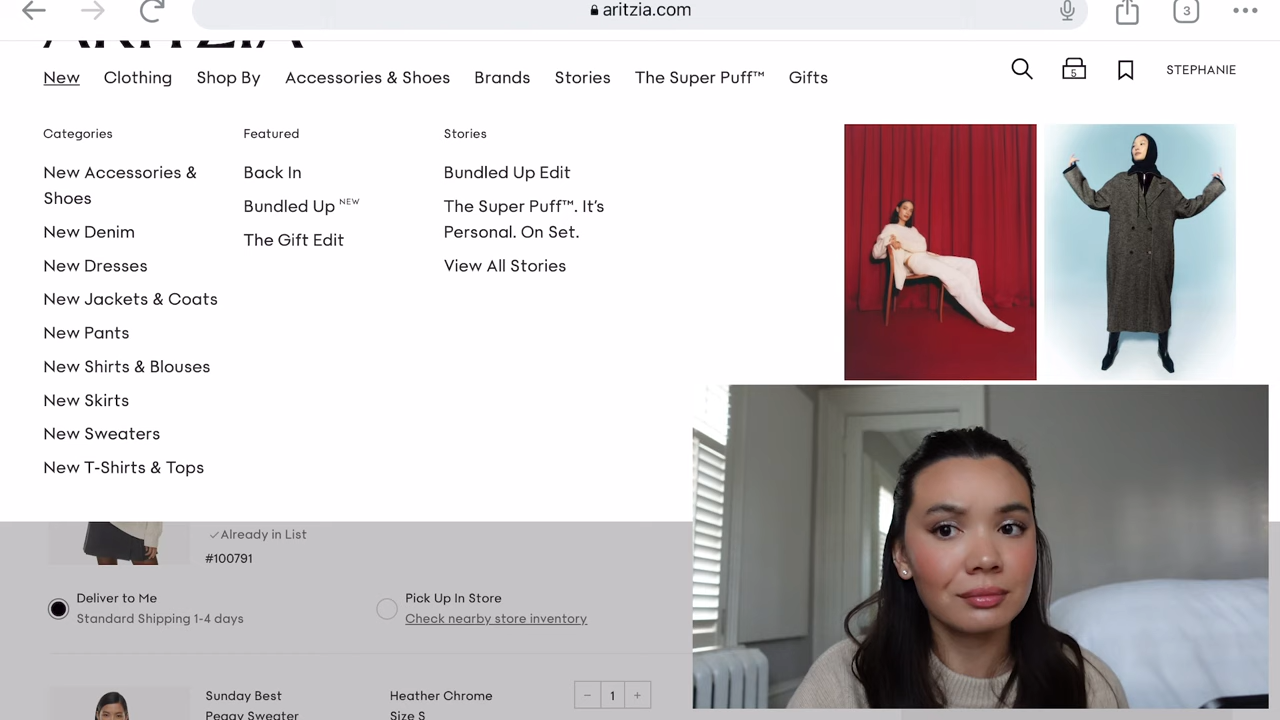 aritzia.com
3
ARITZIA
New Clothing Shop By Accessories & Shoes Brands Stories The Super Puff™ Gifts
5
STEPHANIE
Categories
New Accessories &
Shoes
New Denim
New Dresses
New Jackets & Coats
New Pants
New Shirts & Blouses
New Skirts
New Sweaters
New T-Shirts & Tops
Featured
Back In
Bundled Up NEW
The Gift Edit
Stories
Bundled Up Edit
The Super Puff™. It's
Personal. On Set.
View All Stories
Already in List
#100791
Deliver to Me
Standard Shipping 1-4 days
Pick Up In Store
Check nearby store inventory
Sunday Best
Peggy Sweater
Heather Chrome
Size S
1